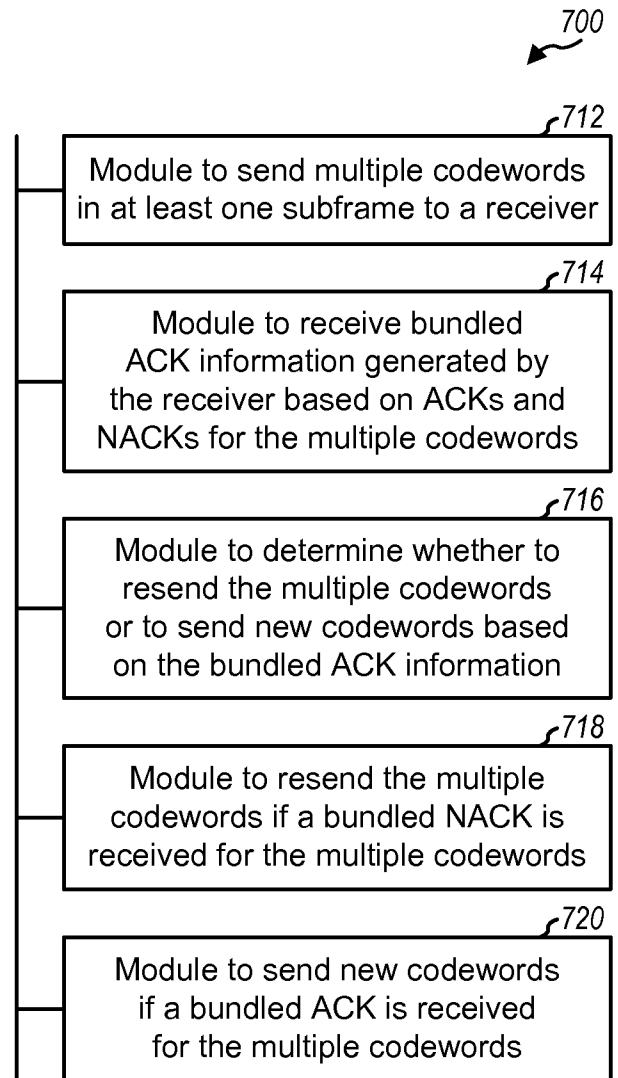 700
712
Module to send multiple codewords
in at least one subframe to a receiver
714
Module to receive bundled
ACK information generated by
the receiver based on ACKs and
NACKs for the multiple codewords
716
Module to determine whether to
resend the multiple codewords
or to send new codewords based
on the bundled ACK information
718
Module to resend the multiple
codewords if a bundled NACK is
received for the multiple codewords
720
Module to send new codewords
if a bundled ACK is received
for the multiple codewords